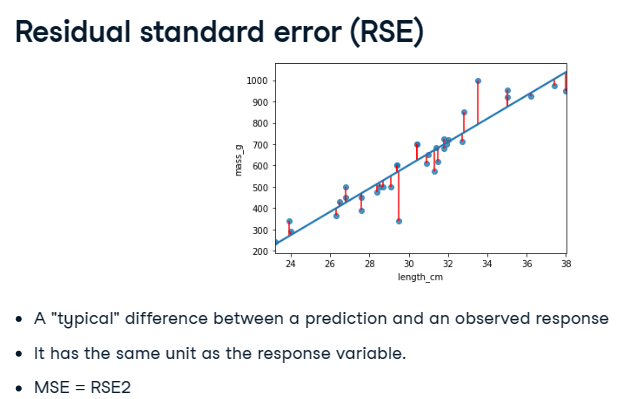 Residual standard error (RSE)
1000
900
800
700
600
500
400
300
200
mass_g
24 26 28 30 32 34 36 38
length_cm
• A "typical" difference between a prediction and an observed response
• It has the same unit as the response variable.
• MSE = RSE2